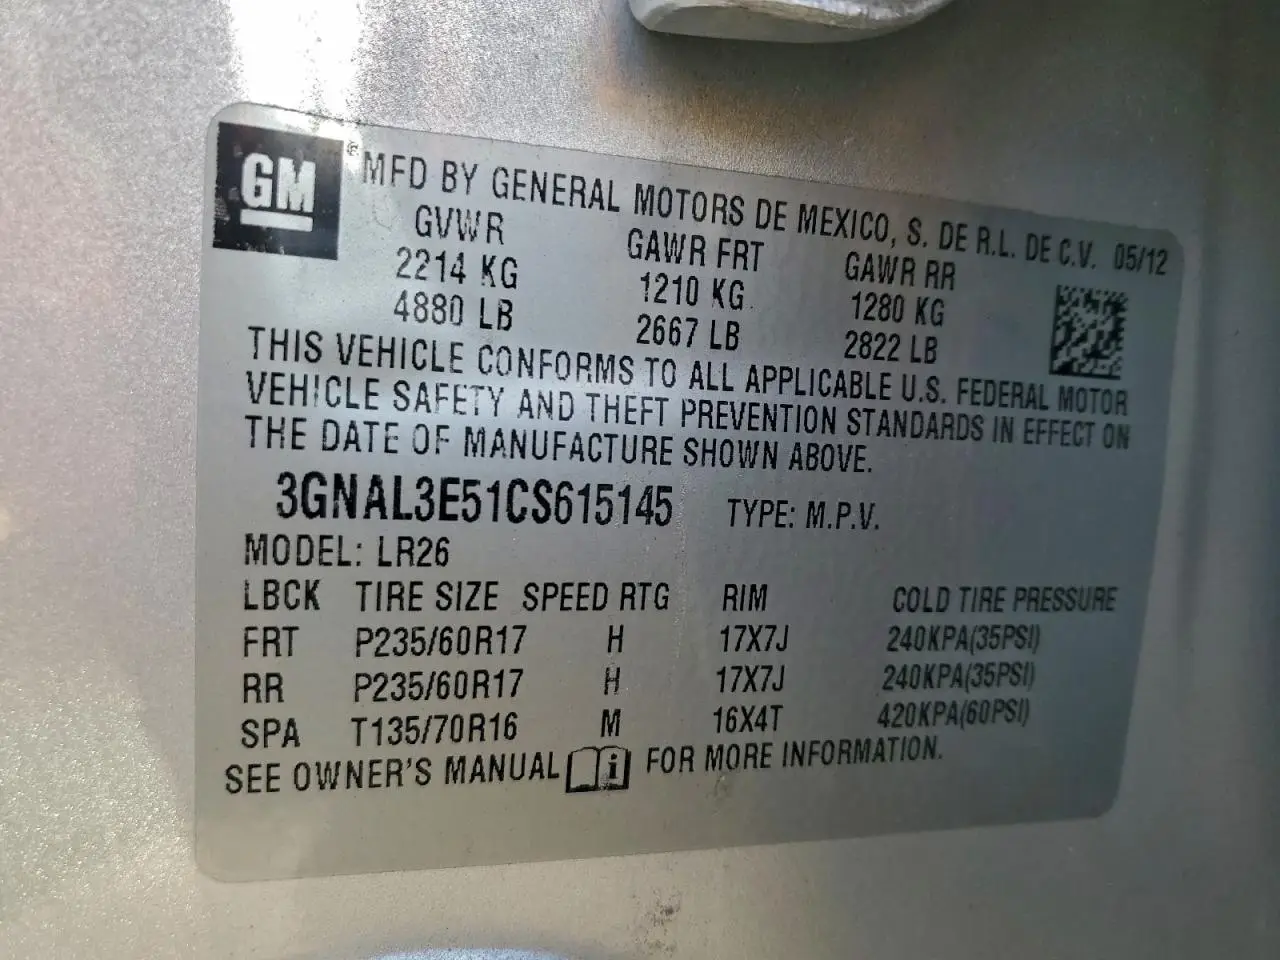 GM® MFD BY GENERAL MOTORS DE MEXICO, S. DE R.L. DE C.V. 05/12
GVWR GAWR FRT GAWR RR
2214 KG 1210 KG 1280 KG
4880 LB 2667 LB 2822 LB
THIS VEHICLE CONFORMS TO ALL APPLICABLE U.S. FEDERAL MOTOR
VEHICLE SAFETY AND THEFT PREVENTION STANDARDS IN EFFECT ON
THE DATE OF MANUFACTURE SHOWN ABOVE.
3GNAL3E51CS615145 TYPE: M.P.V.
MODEL: LR26
LBCK TIRE SIZE SPEED RTG RIM COLD TIRE PRESSURE
FRT P235/60R17 H 17X7J 240KPA(35PSI)
RR P235/60R17 H 17X7J 240KPA(35PSI)
SPA T135/70R16 M 16X4T 420KPA(60PSI)
SEE OWNER'S MANUAL i FOR MORE INFORMATION.